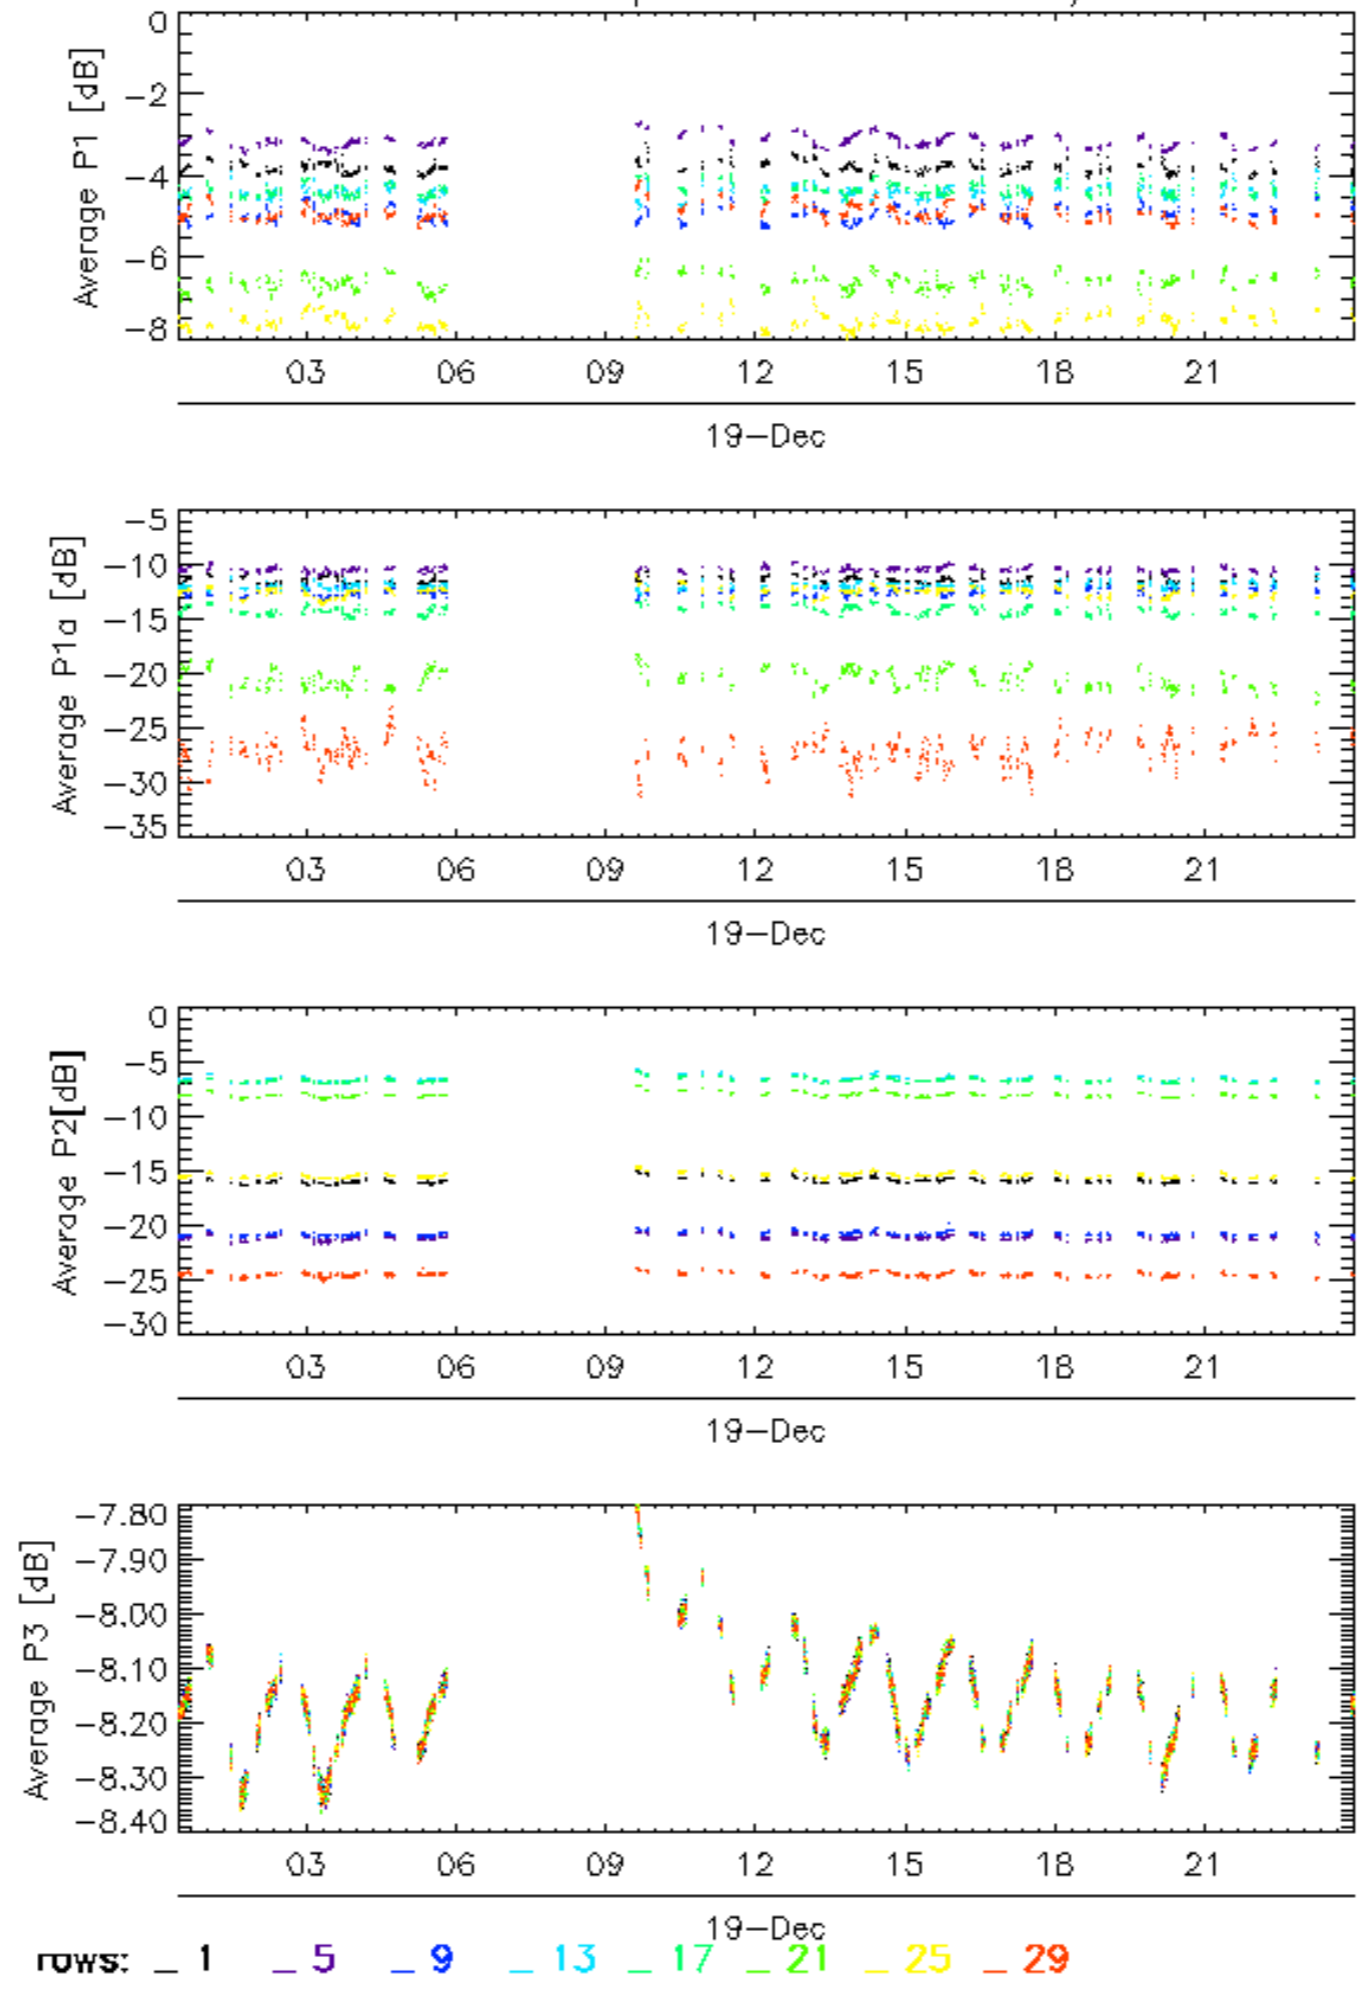 0
−2
−4
−6
−8
Average P1 [dB]
03 06 09 12 15 18 21
19−Dec
−5
−10
−15
−20
−25
−30
−35
Average P1a [dB]
03 06 09 12 15 18 21
19−Dec
0
−5
−10
−15
−20
−25
−30
Average P2[dB]
03 06 09 12 15 18 21
19−Dec
−7.80
−7.90
−8.00
−8.10
−8.20
−8.30
−8.40
Average P3 [dB]
03 06 09 12 15 18 21
19−Dec
rows: _ 1 _ 5 _ 9 _ 13 _ 17 _ 21 _ 25 _ 29